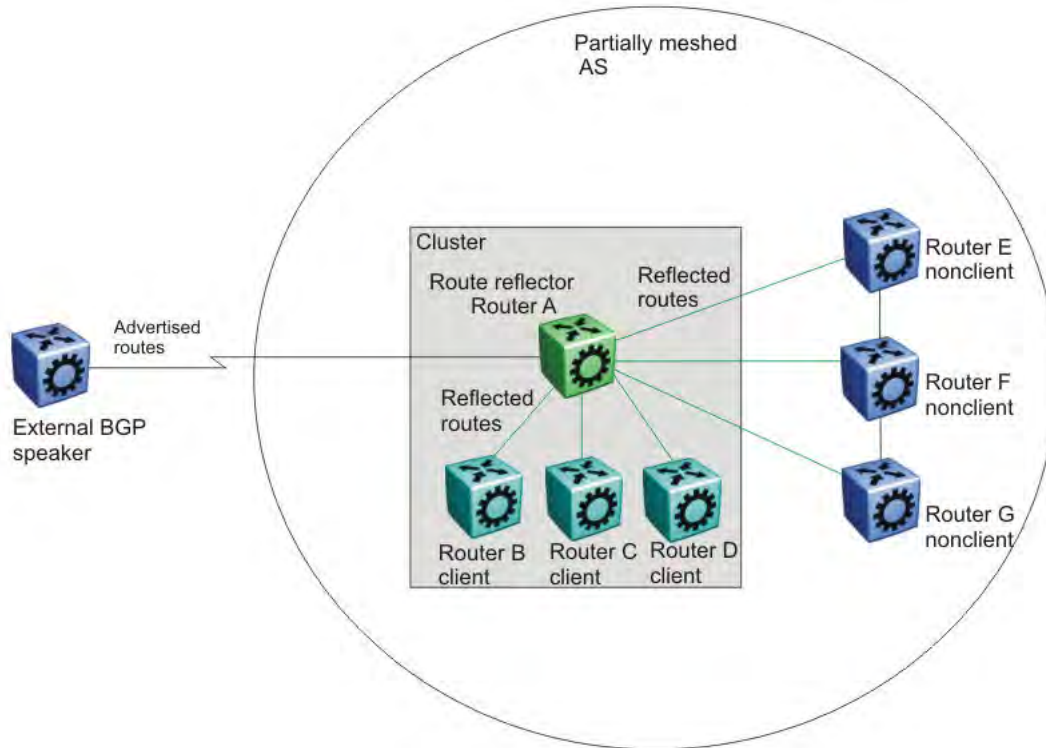 Partially meshed
AS
Cluster
Route reflector
Router A
Reflected
routes
Router E
nonclient
Advertised
routes
External BGP
speaker
Reflected
routes
Router F
nonclient
Router B
client
Router C
client
Router D
client
Router G
nonclient